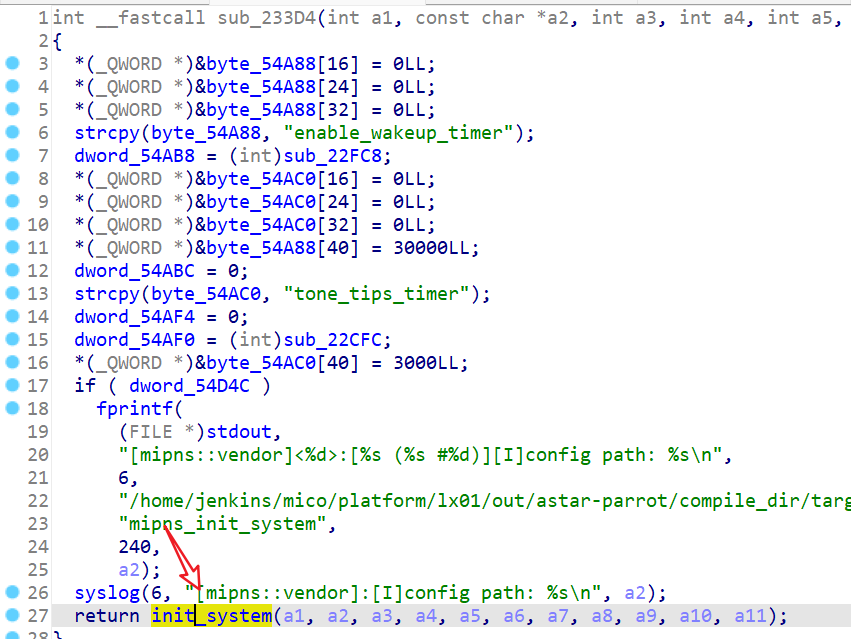 1 int __fastcall sub_233D4(int a1, const char *a2, int a3, int a4, int a5,
2 {
3 *(_QWORD *)&byte_54A88[16] = 0LL;
4 *(_QWORD *)&byte_54A88[24] = 0LL;
5 *(_QWORD *)&byte_54A88[32] = 0LL;
6 strcpy(byte_54A88, "enable_wakeup_timer");
7 dword_54AB8 = (int)sub_22FC8;
8 *(_QWORD *)&byte_54AC0[16] = 0LL;
9 *(_QWORD *)&byte_54AC0[24] = 0LL;
10 *(_QWORD *)&byte_54AC0[32] = 0LL;
11 *(_QWORD *)&byte_54A88[40] = 30000LL;
12 dword_54ABC = 0;
13 strcpy(byte_54AC0, "tone_tips_timer");
14 dword_54AF4 = 0;
15 dword_54AF0 = (int)sub_22CFC;
16 *(_QWORD *)&byte_54AC0[40] = 3000LL;
17 if ( dword_54D4C )
18 fprintf(
19 (FILE *)stdout,
20 "[mipns::vendor]<%d>:[%s (%s #%d)][I]config path: %s\n",
21 6,
22 "/home/jenkins/mico/platform/lx01/out/astar-parrot/compile_dir/targ
23 "mipns_init_system",
24 240,
25 a2);
26 syslog(6, "[mipns::vendor]:[I]config path: %s\n", a2);
27 return init_system(a1, a2, a3, a4, a5, a6, a7, a8, a9, a10, a11);
28 }